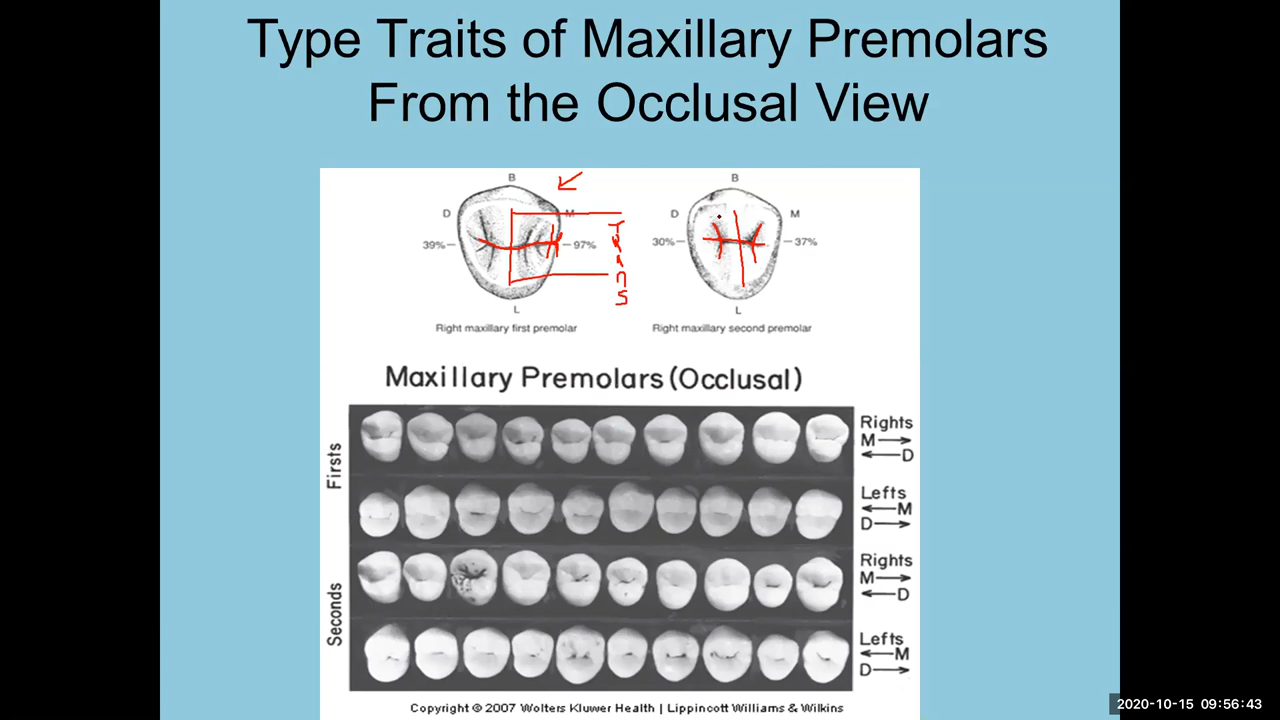 Type Traits of Maxillary Premolars
From the Occlusal View
B
D
M
39%
97%
L
Right maxillary first premolar
B
D
M
30%
37%
L
Right maxillary second premolar
Maxillary Premolars (Occlusal)
Firsts
Rights
M
D
Lefts
M
D
Seconds
Rights
M
D
Lefts
M
D
Copyright © 2007 Wolters Kluwer Health | Lippincott Williams & Wilkins
2020-10-15 09:56:43